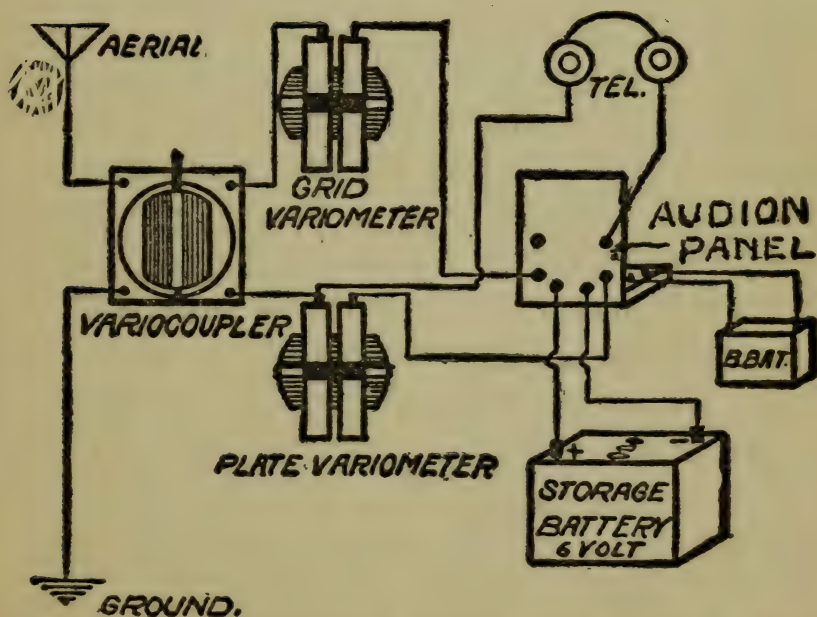 AERIAL.
TEL.
GRID
VARIOMETER
AUDION
PANEL
VARIOCOUPLER
B.BAT.
PLATE VARIOMETER
+ -
STORAGE
BATTERY
6 VOLT
GROUND.